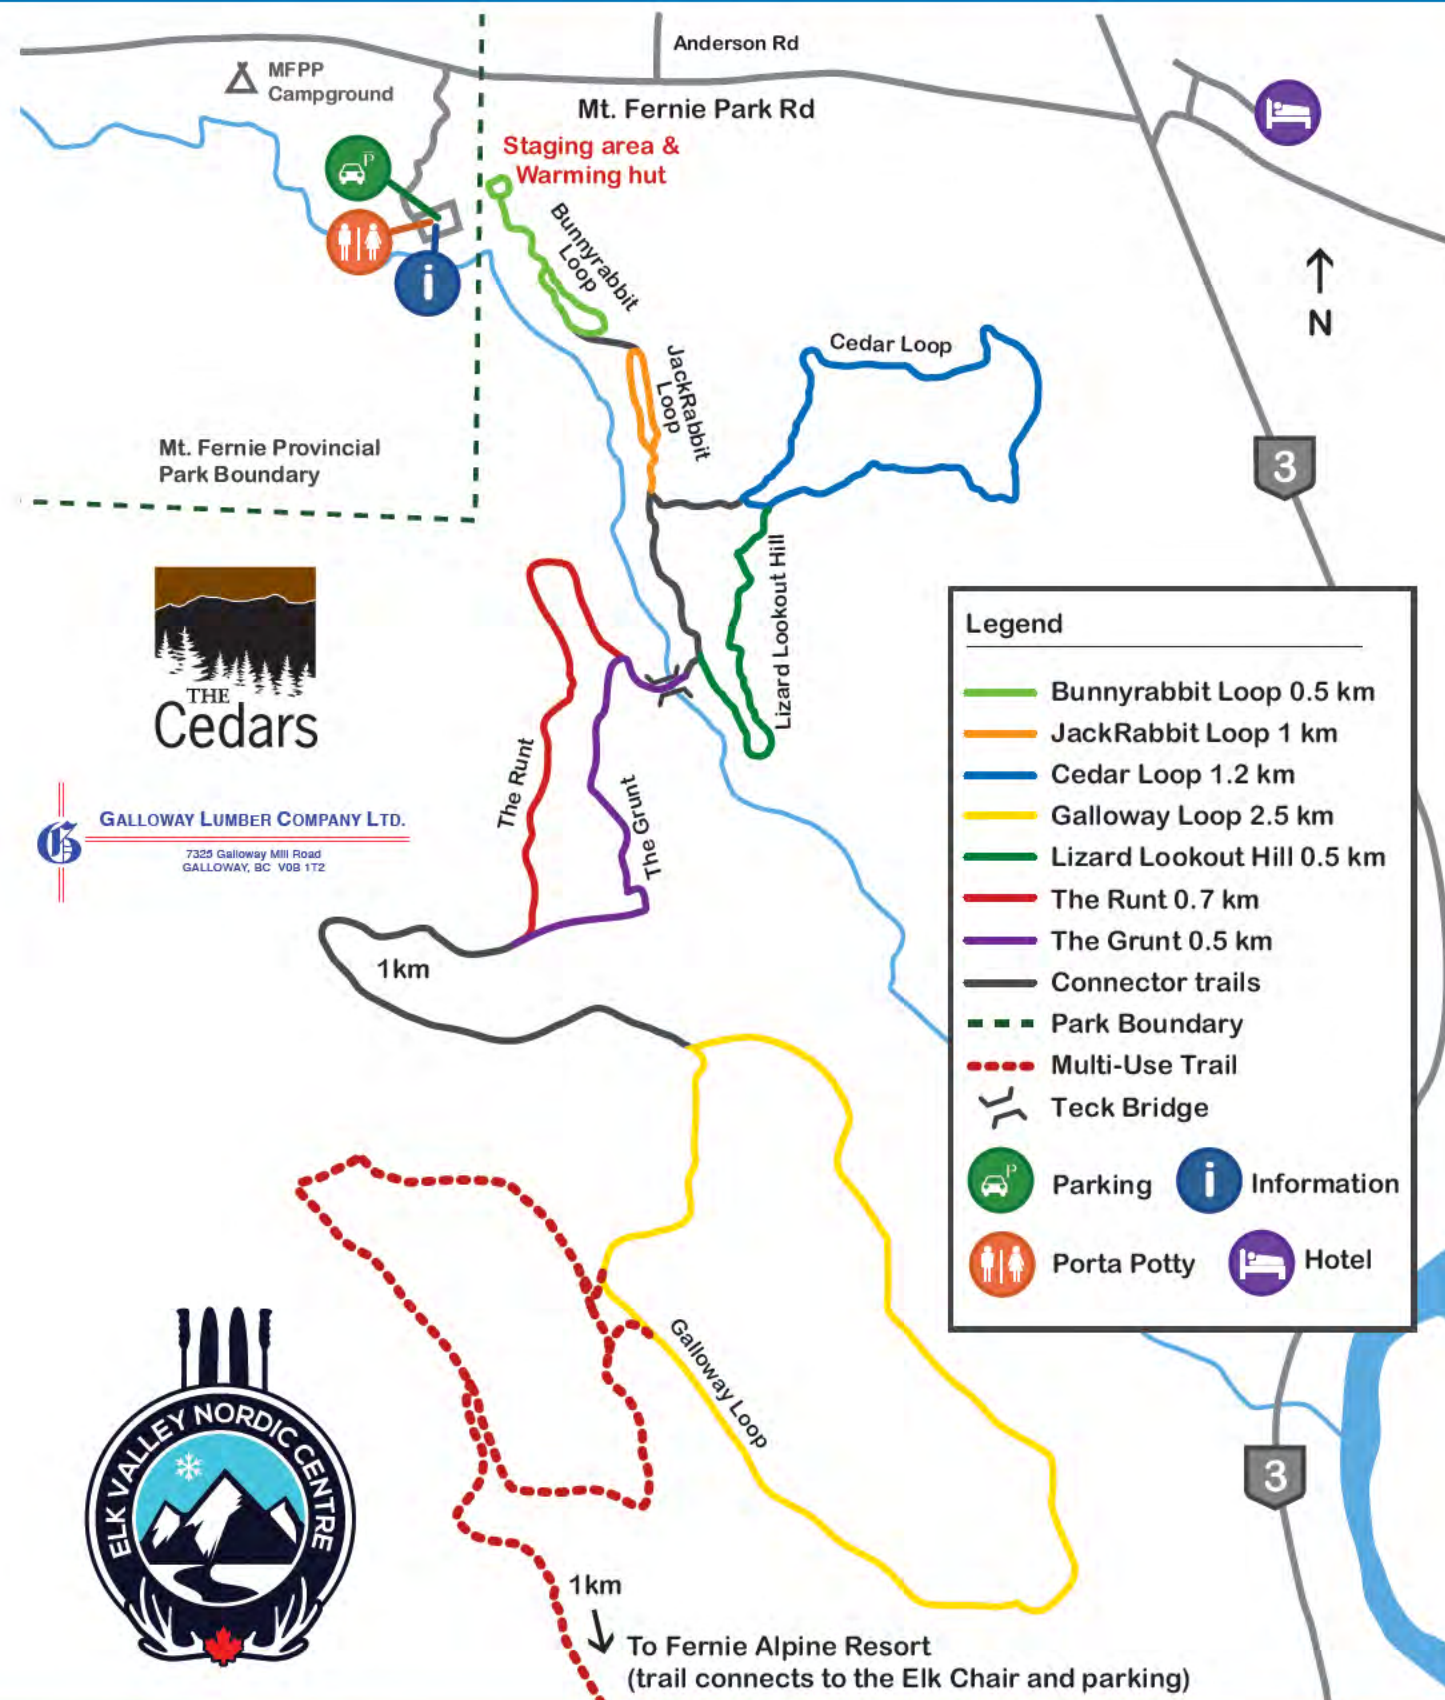 Anderson Rd
MFPP
Campground
Mt. Fernie Park Rd
P
Staging area &
Warming hut
Bunnyrabbit
Loop
N
Cedar Loop
JackRabbit
Loop
Mt. Fernie Provincial
Park Boundary
3
Lizard Lookout Hill
THE
Cedars
The Runt
The Grunt
G
GALLOWAY LUMBER COMPANY LTD.
7325 Galloway Mill Road
GALLOWAY, BC V0B 1T2
1km
Legend
Bunnyrabbit Loop 0.5 km
JackRabbit Loop 1 km
Cedar Loop 1.2 km
Galloway Loop 2.5 km
Lizard Lookout Hill 0.5 km
The Runt 0.7 km
The Grunt 0.5 km
Connector trails
Park Boundary
Multi-Use Trail
Teck Bridge
P
Parking
i
Information
Porta Potty
Hotel
i
Galloway Loop
ELK VALLEY NORDIC CENTRE
3
1km
To Fernie Alpine Resort
(trail connects to the Elk Chair and parking)